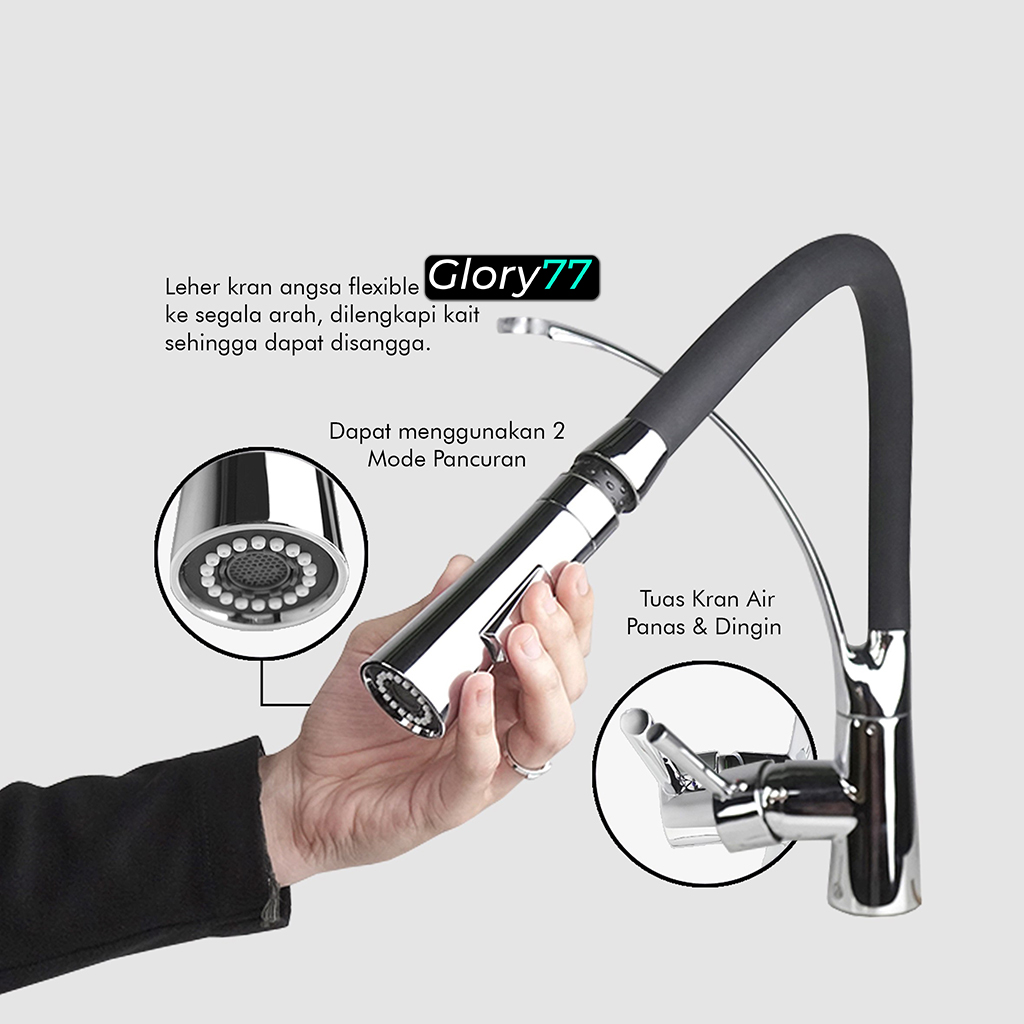 Leher kran angsa flexible Glory77
ke segala arah, dilengkapi kait
sehingga dapat disangga.
Dapat menggunakan 2
Mode Pancuran
Tuas Kran Air
Panas & Dingin